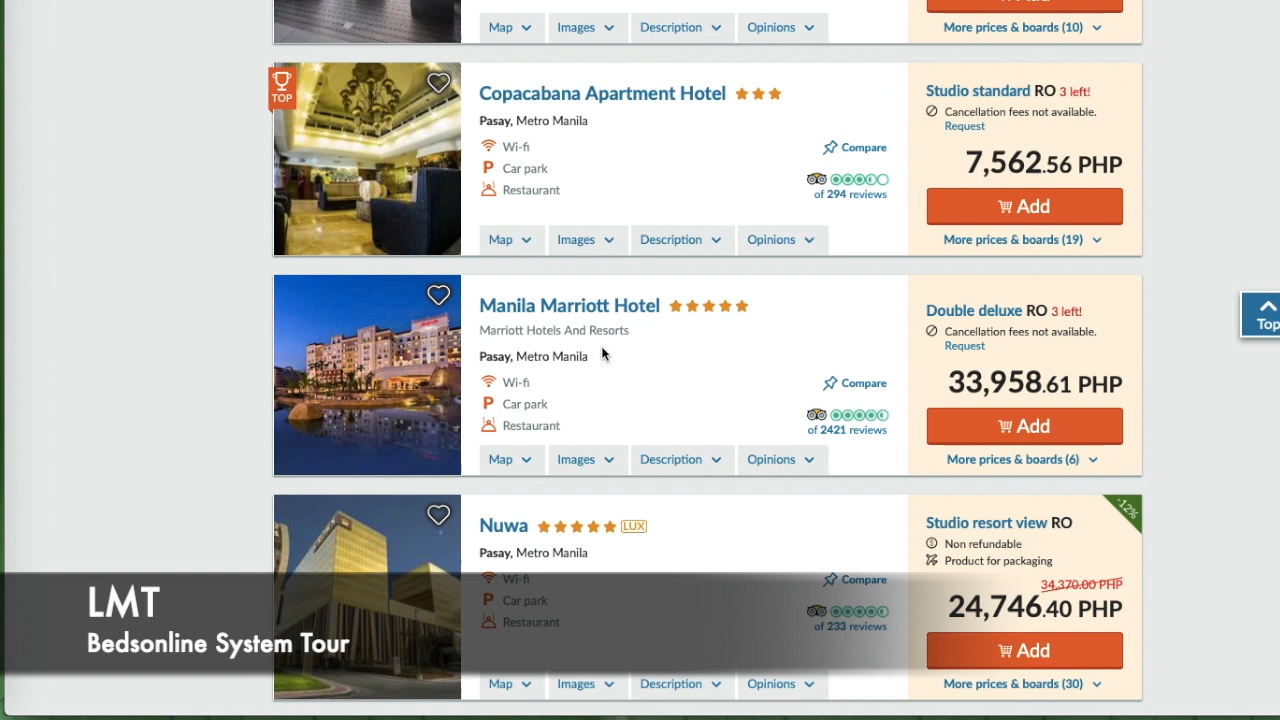 Map Images Description Opinions
More prices & boards (10)
TOP
Copacabana Apartment Hotel
Pasay, Metro Manila
Wi-fi
P Car park
Restaurant
Compare
of 294 reviews
Map Images Description Opinions
Studio standard RO 3 left!
Cancellation fees not available.
Request
7,562.56 PHP
Add
More prices & boards (19)
Manila Marriott Hotel
Marriott Hotels And Resorts
Pasay, Metro Manila
Wi-fi
P Car park
Restaurant
Compare
of 2421 reviews
Map Images Description Opinions
Double deluxe RO 3 left!
Cancellation fees not available.
Request
33,958.61 PHP
Add
More prices & boards (6)
Top
Nuwa LUX
Pasay, Metro Manila
Wi-fi
P Car park
Restaurant
Compare
of 233 reviews
Map Images Description Opinions
-12%
Studio resort view RO
Non refundable
Product for packaging
34,370.00 PHP
24,746.40 PHP
Add
More prices & boards (30)
LMT
Bedsonline System Tour